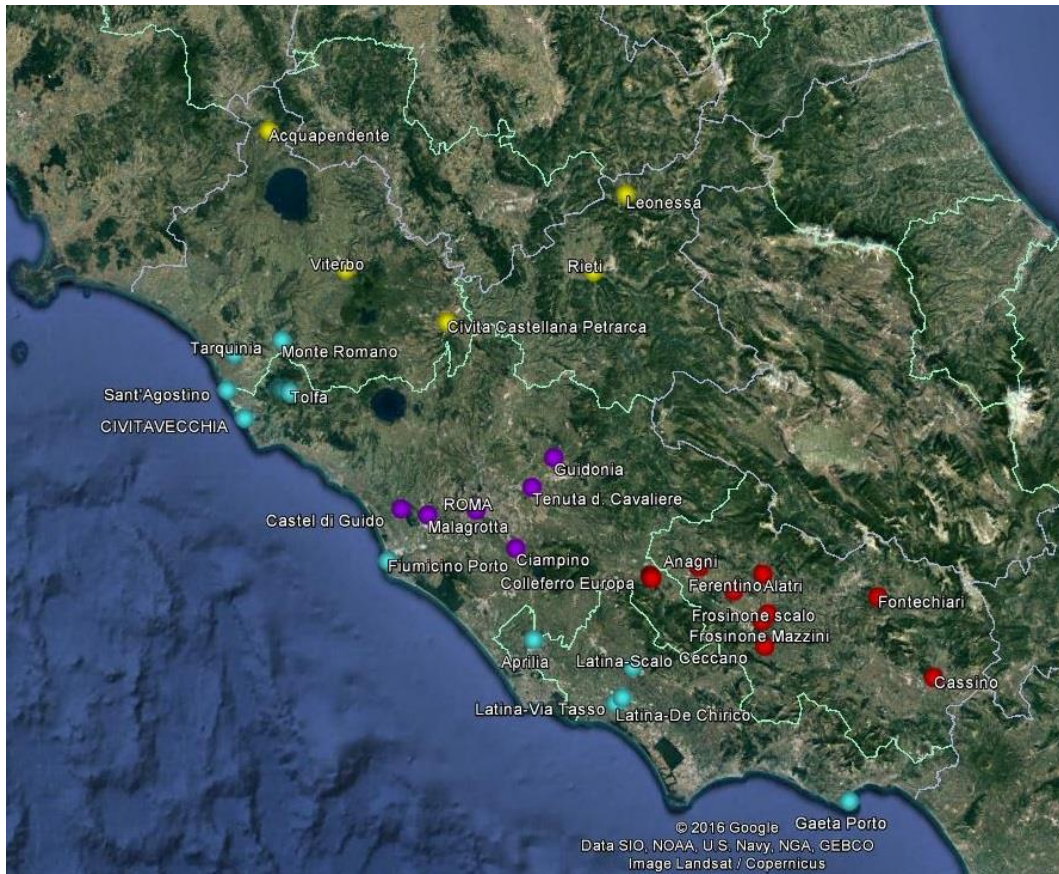 Acquapendente
Leonessa
Viterbo
Rieti
Civita Castellana Petrarca
Tarquinia
Monte Romano
Sant'Agostino
Tolfa
CIVITAVECCHIA
Guidonia
Tenuta d. Cavaliere
ROMA
Castel di Guido
Malagrotta
Ciampino
Fiumicino Porto
Anagni
Colleferro Europa
Ferentino
Alatri
Fontechiari
Frosinone scalo
Frosinone Mazzini
Aprilia
Latina-Scalo
Ceccano
Cassino
Latina-Via Tasso
Latina-De Chirico
Gaeta Porto
© 2016 Google
Data SIO, NOAA, U.S. Navy, NGA, GEBCO
Image Landsat / Copernicus